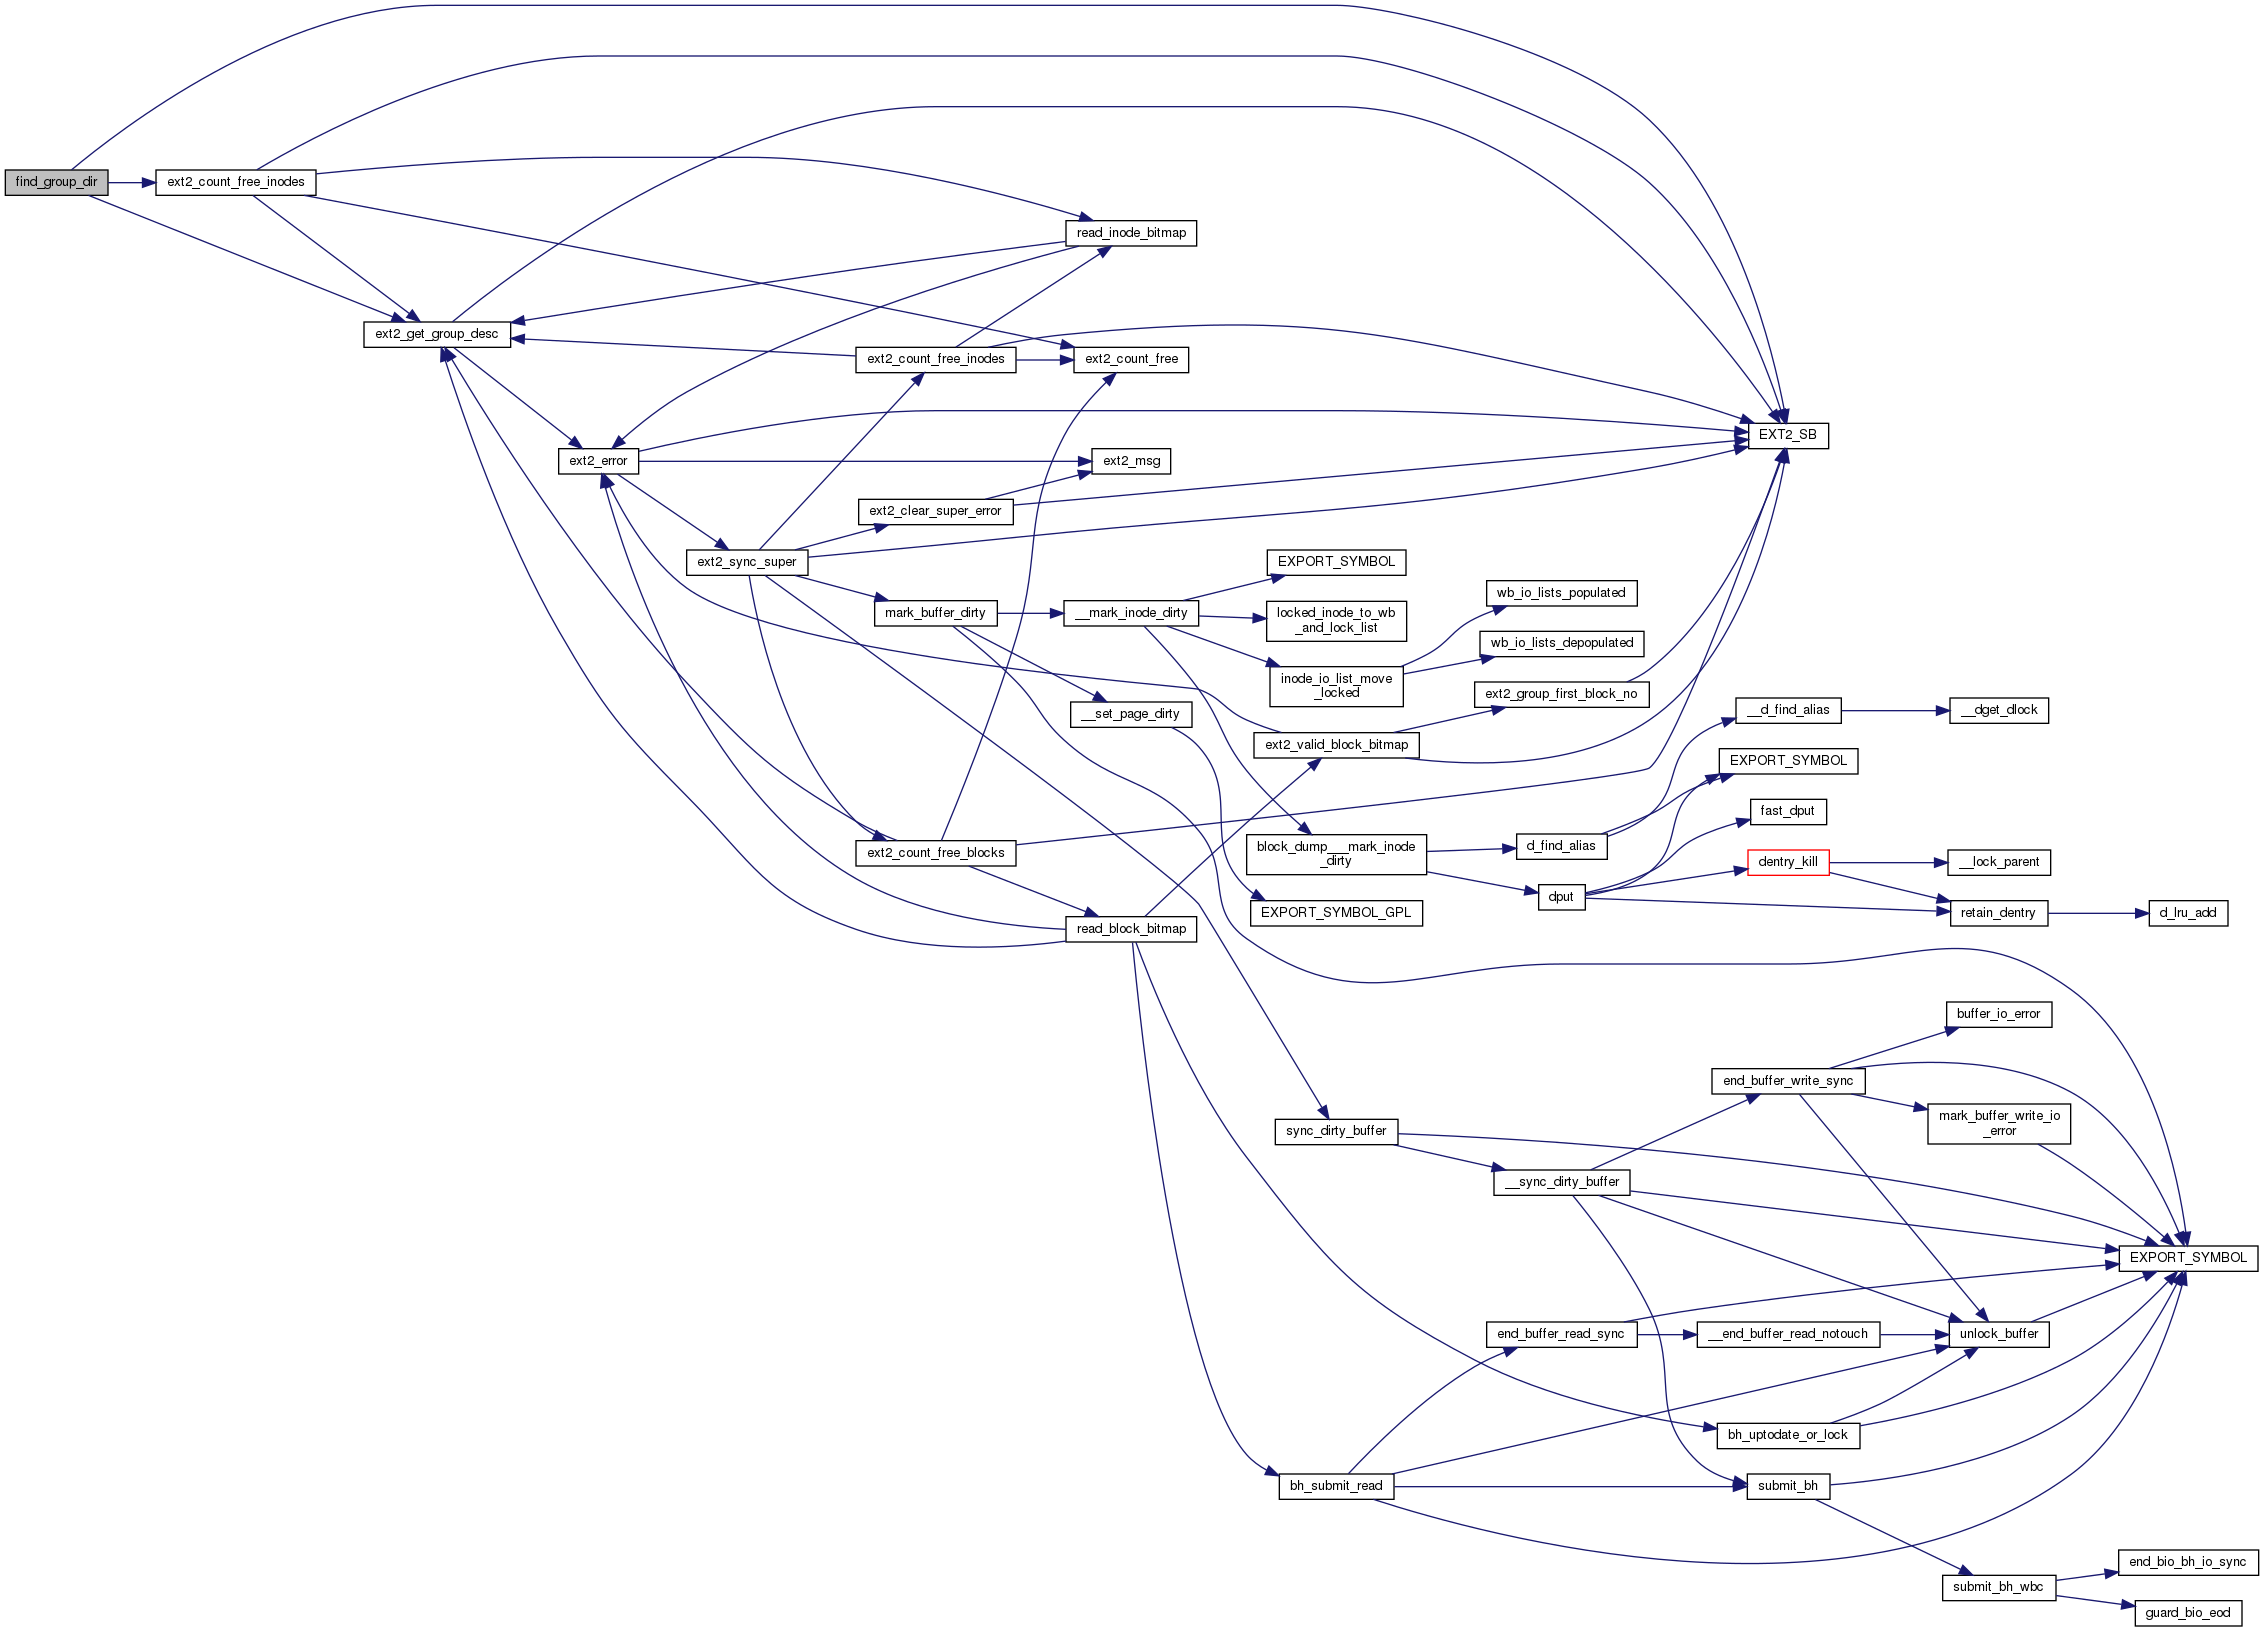 find_group_dir
ext2_count_free_inodes
read_inode_bitmap
ext2_get_group_desc
ext2_count_free_inodes
ext2_count_free
EXT2_SB
ext2_error
ext2_msg
ext2_clear_super_error
ext2_sync_super
EXPORT_SYMBOL
wb_io_lists_populated
mark_buffer_dirty
__mark_inode_dirty
locked_inode_to_wb
_and_lock_list
wb_io_lists_depopulated
inode_io_list_move
_locked
ext2_group_first_block_no
__set_page_dirty
__d_find_alias
__dget_dlock
ext2_valid_block_bitmap
EXPORT_SYMBOL
fast_dput
ext2_count_free_blocks
block_dump___mark_inode
_dirty
d_find_alias
dentry_kill
__lock_parent
dput
EXPORT_SYMBOL_GPL
retain_dentry
d_lru_add
read_block_bitmap
buffer_io_error
end_buffer_write_sync
mark_buffer_write_io
_error
sync_dirty_buffer
__sync_dirty_buffer
EXPORT_SYMBOL
end_buffer_read_sync
__end_buffer_read_notouch
unlock_buffer
bh_uptodate_or_lock
bh_submit_read
submit_bh
end_bio_bh_io_sync
submit_bh_wbc
guard_bio_eod